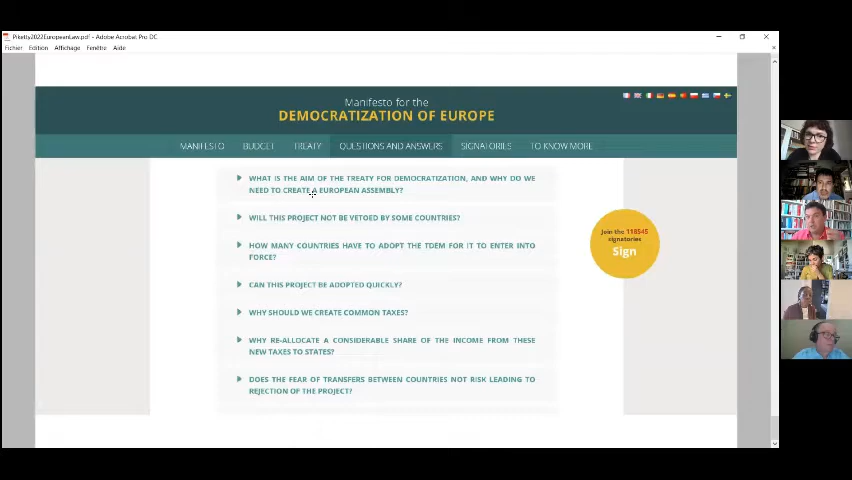 Piketty2022EuropeanLaw.pdf - Adobe Acrobat Pro DC
Fichier Edition Affichage Fenêtre Aide
Manifesto for the
DEMOCRATIZATION OF EUROPE
MANIFESTO BUDGET TREATY QUESTIONS AND ANSWERS SIGNATORIES TO KNOW MORE
WHAT IS THE AIM OF THE TREATY FOR DEMOCRATIZATION, AND WHY DO WE
NEED TO CREATE A EUROPEAN ASSEMBLY?
WILL THIS PROJECT NOT BE VETOED BY SOME COUNTRIES?
HOW MANY COUNTRIES HAVE TO ADOPT THE TDEM FOR IT TO ENTER INTO
FORCE?
CAN THIS PROJECT BE ADOPTED QUICKLY?
WHY SHOULD WE CREATE COMMON TAXES?
WHY RE-ALLOCATE A CONSIDERABLE SHARE OF THE INCOME FROM THESE
NEW TAXES TO STATES?
DOES THE FEAR OF TRANSFERS BETWEEN COUNTRIES NOT RISK LEADING TO
REJECTION OF THE PROJECT?
Join the 118545
signatories
Sign